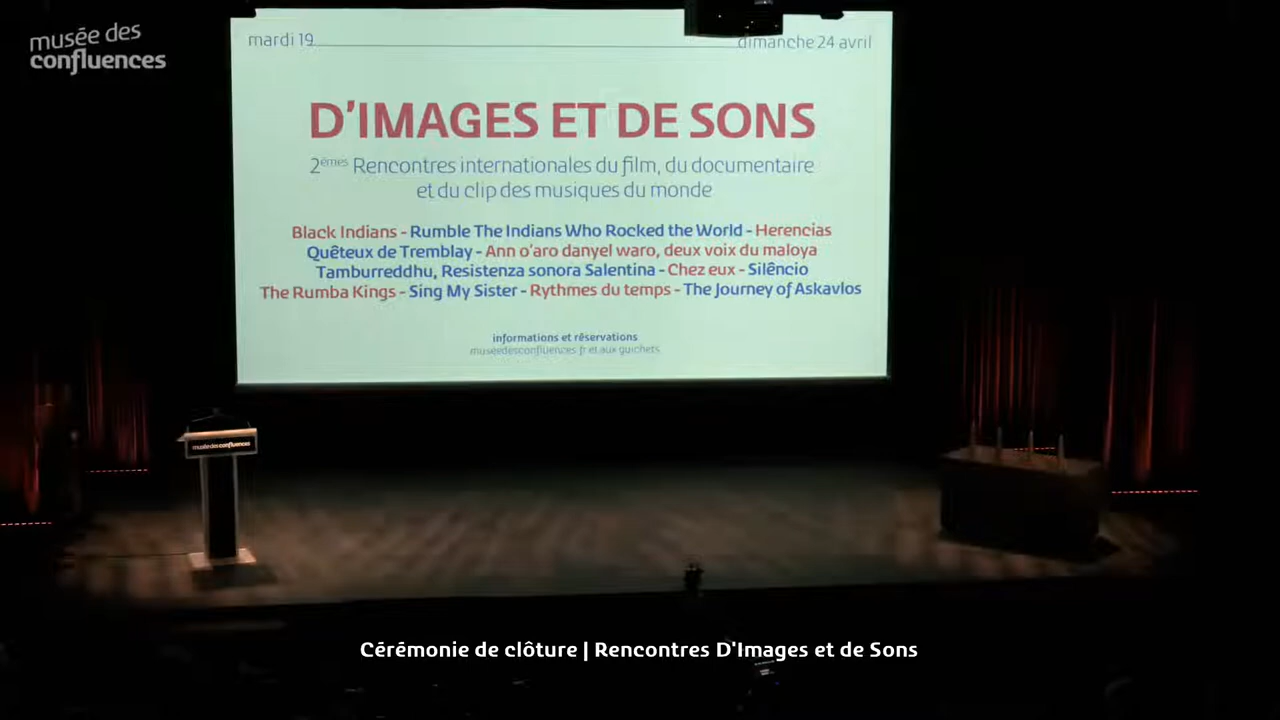 musée des
confluences
mardi 19
dimanche 24 avril
D'IMAGES ET DE SONS
2èmes Rencontres internationales du film, du documentaire
et du clip des musiques du monde
Black Indians - Rumble The Indians Who Rocked the World - Herencias
Quêteux de Tremblay - Ann o'aro danyel waro, deux voix du maloya
Tamburreddhu, Resistenza sonora Salentina - Chez eux - Silêncio
The Rumba Kings - Sing My Sister - Rythmes du temps - The Journey of Askavlos
informations et réservations
museedesconfluences.fr et aux guichets
musée des confluences
Cérémonie de clôture | Rencontres D'Images et de Sons